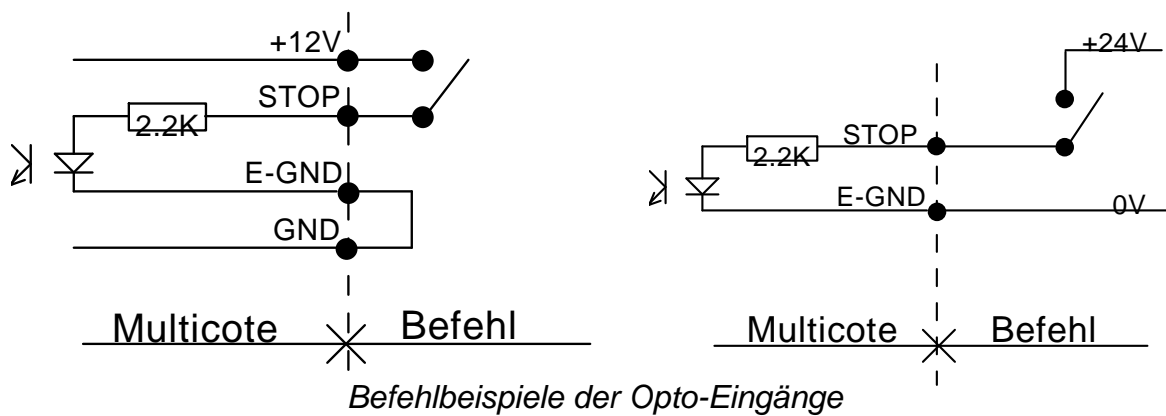 +12V
STOP
2.2K
E-GND
GND
Multicote Befehl
+24V
STOP
2.2K
E-GND
0V
Multicote Befehl
Befehlbeispiele der Opto-Eingänge